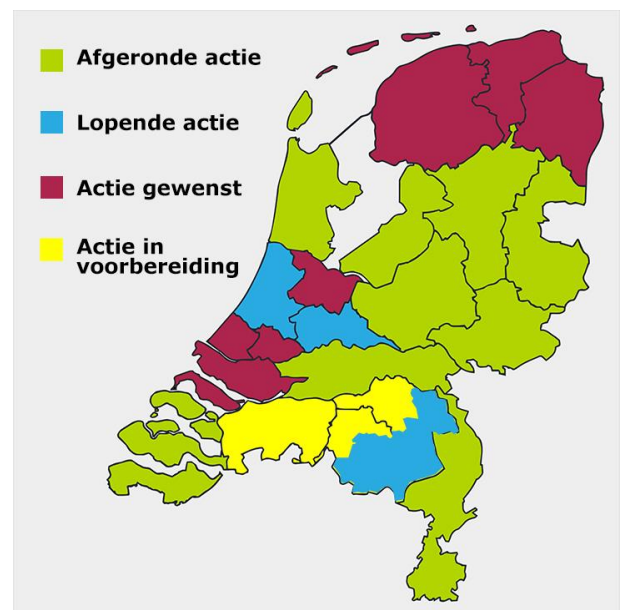 Afgeronde actie
Lopende actie
Actie gewenst
Actie in
voorbereiding